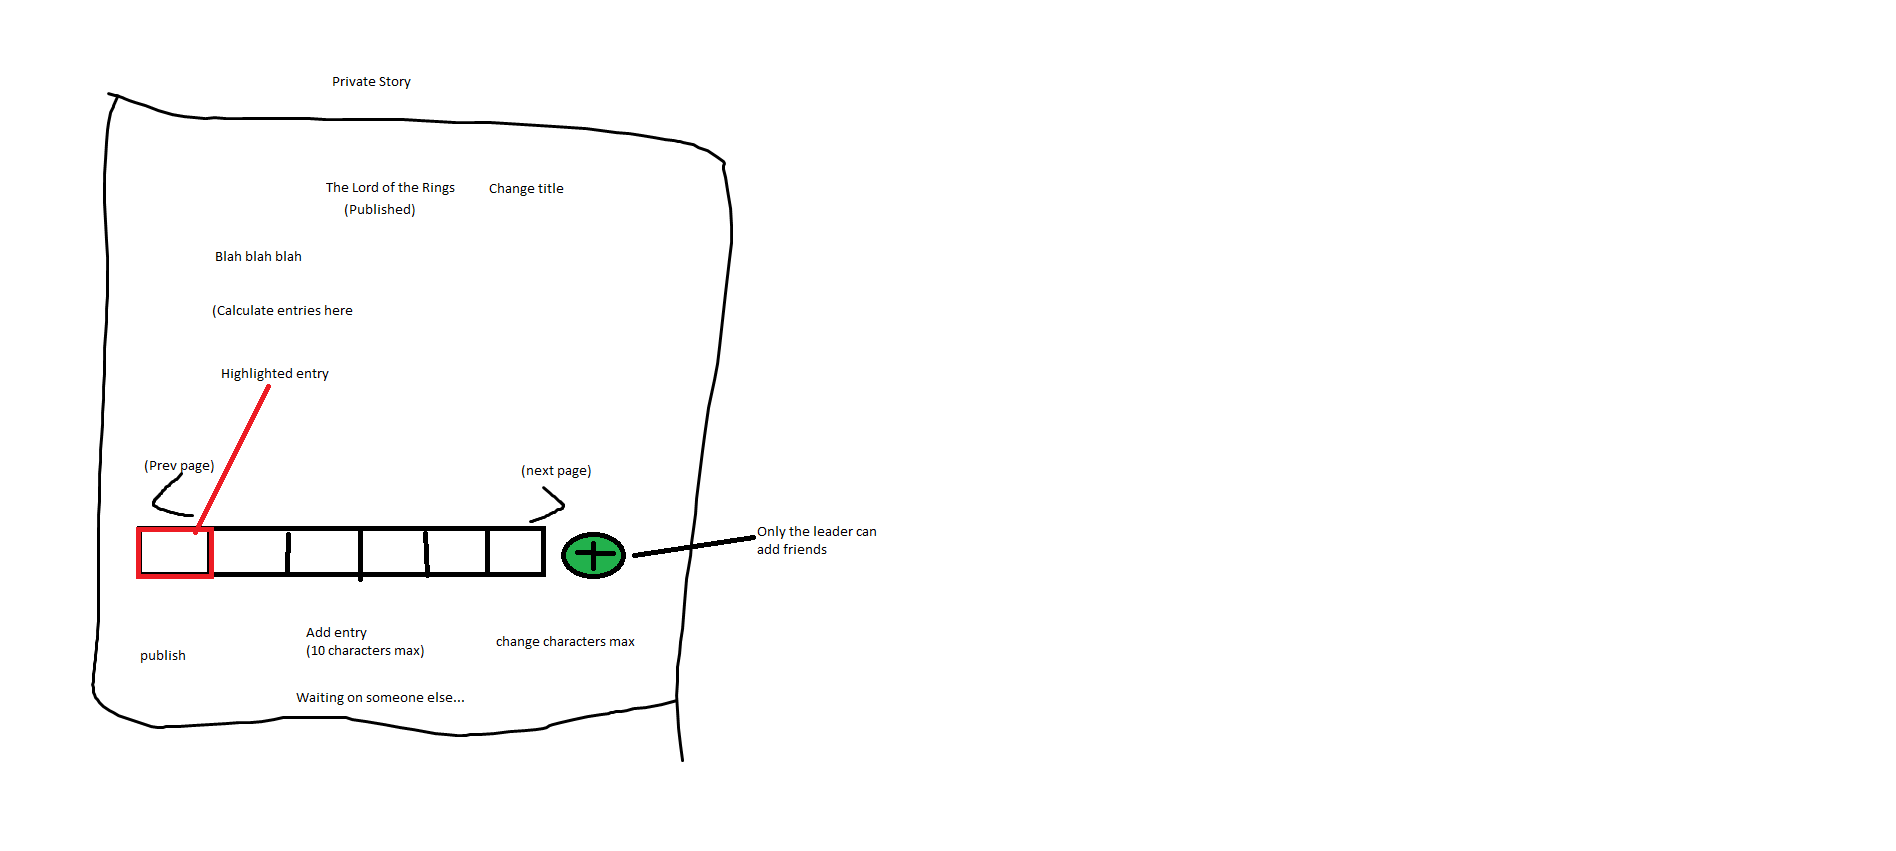 Private Story
The Lord of the Rings
Change title
(Published)
Blah blah blah
(Calculate entries here
Highlighted entry
(Prev page)
(next page)
Only the leader can
add friends
Add entry
(10 characters max)
change characters max
publish
Waiting on someone else...